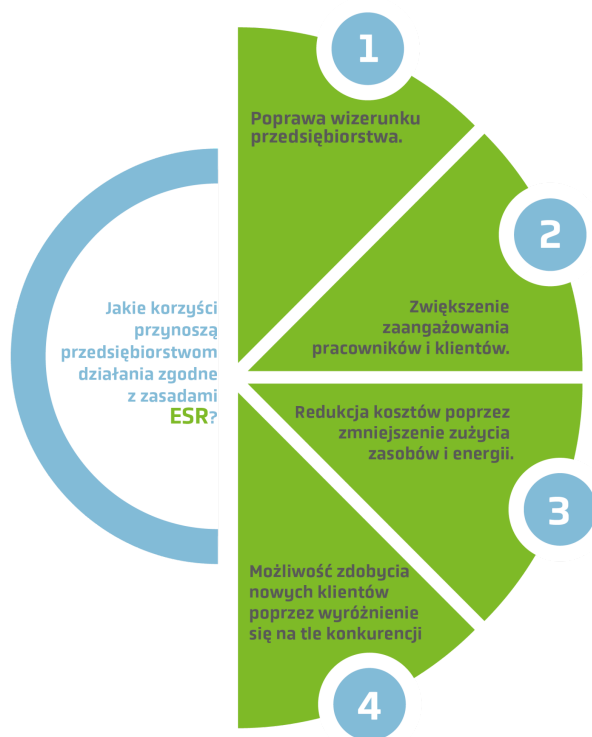 Jakie korzyści
przynoszą
przedsiębiorstwom
działania zgodne
z zasadami
ESR?
1
Poprawa wizerunku
przedsiębiorstwa.
2
Zwiększenie
zaangażowania
pracowników i klientów.
Redukcja kosztów poprzez
zmniejszenie zużycia
zasobów i energii.
3
Możliwość zdobycia
nowych klientów
poprzez wyróżnienie
się na tle konkurencji
4